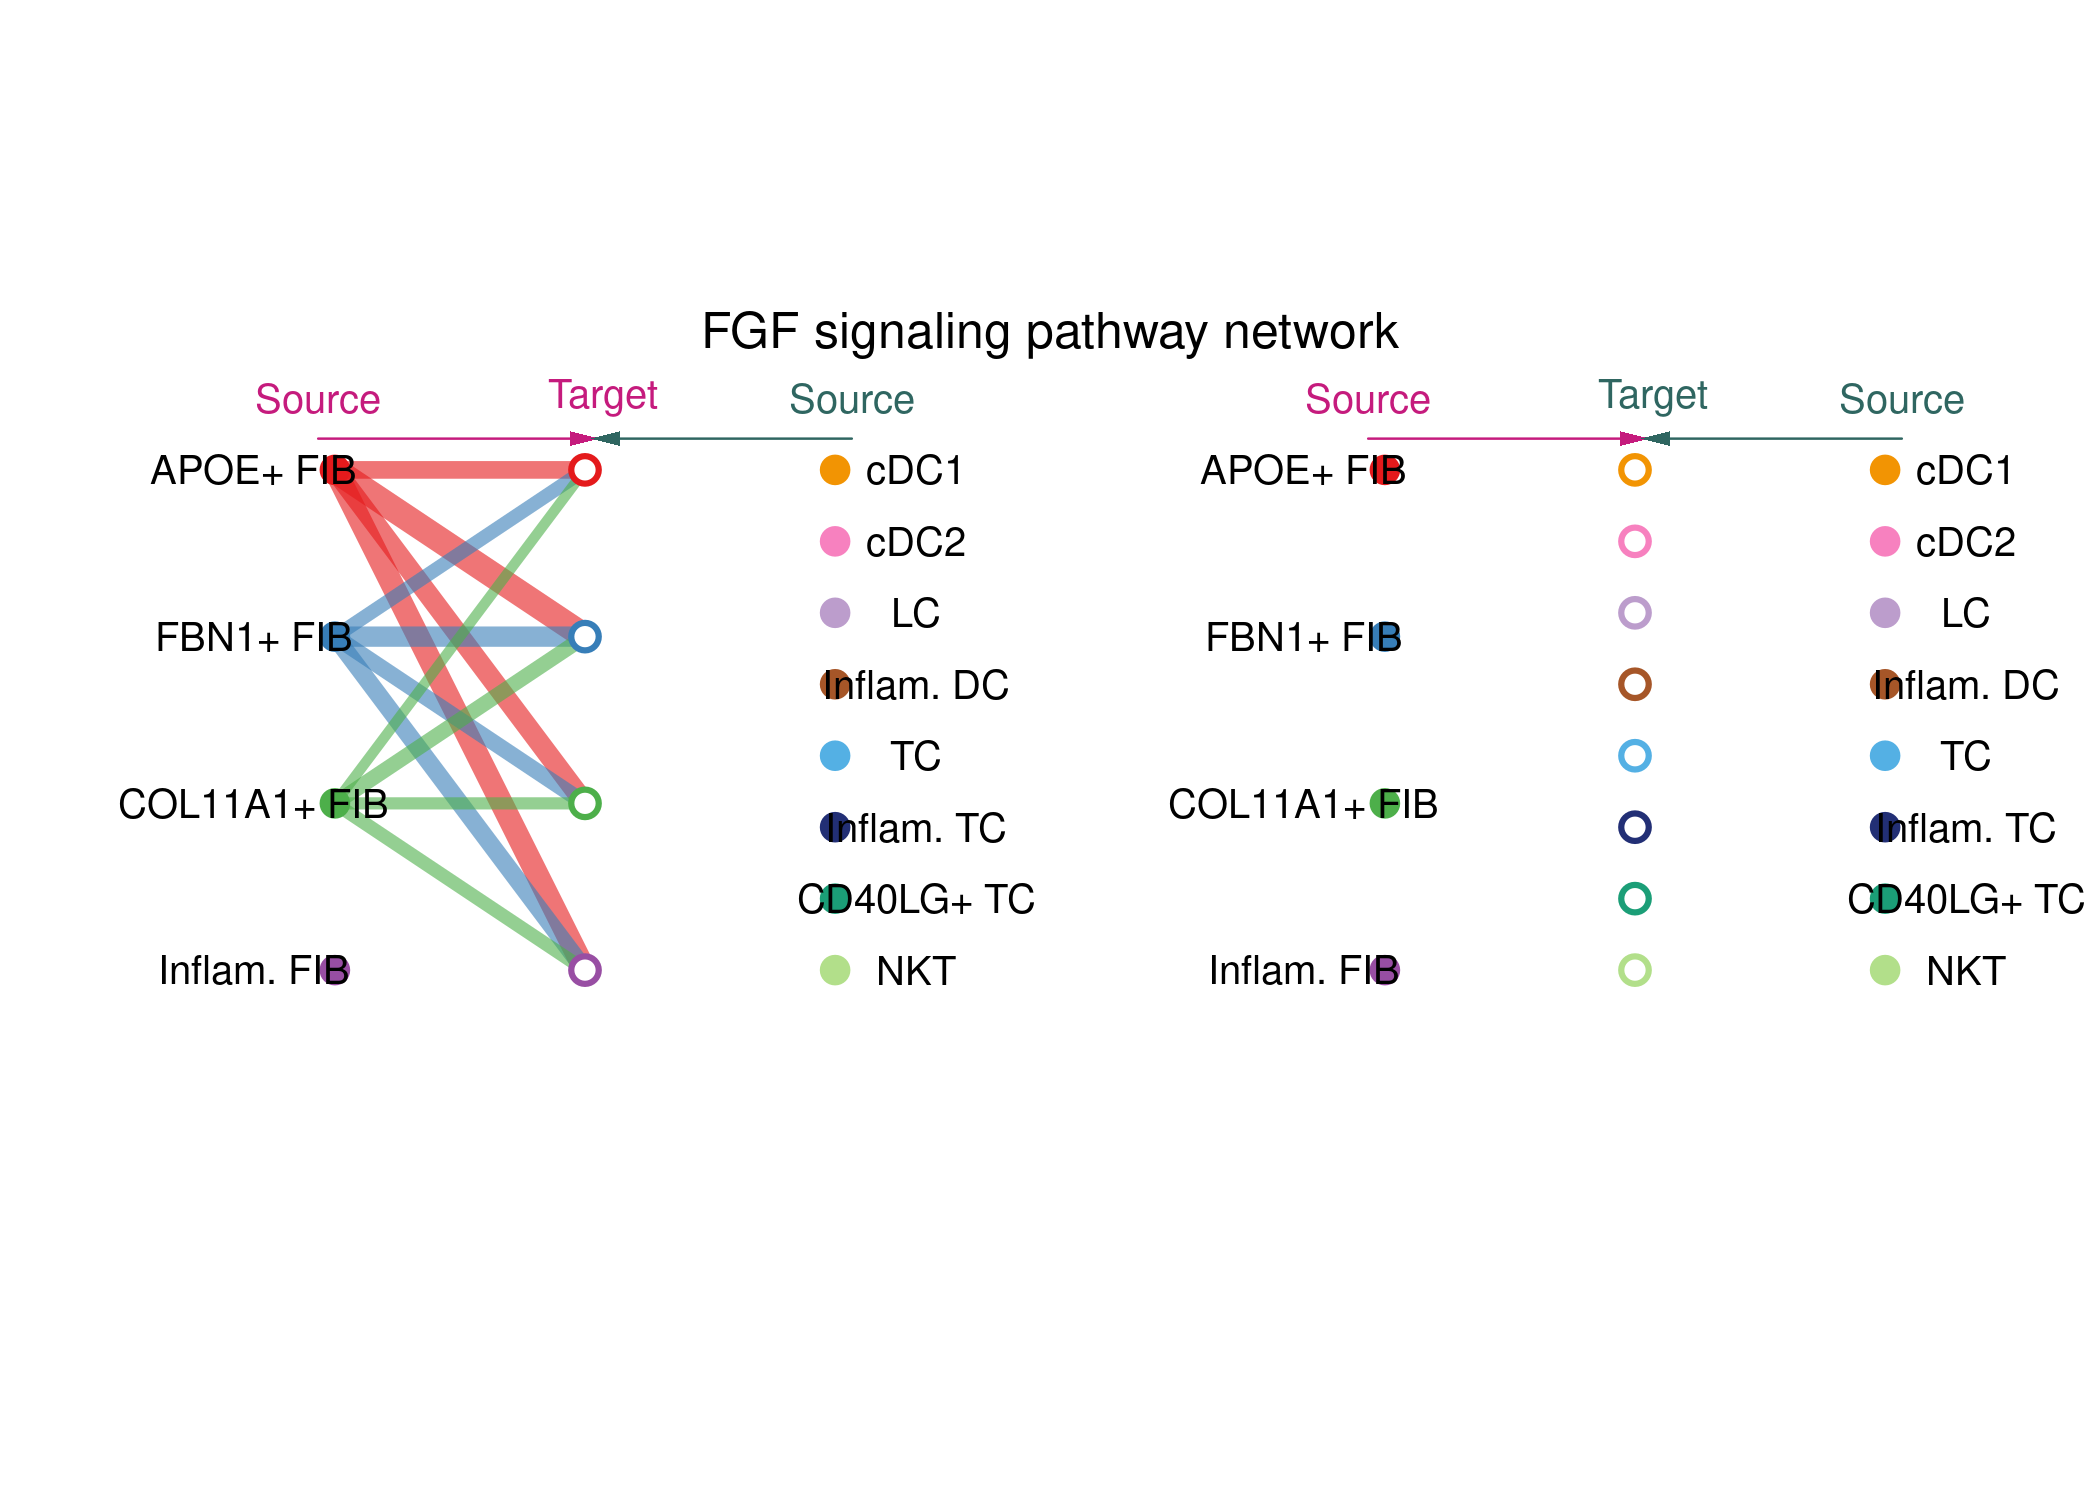 FGF signaling pathway network
Source Target Source Source Target Source
APOE+ FIB cDC1 APOE+ FIB cDC1
cDC2 cDC2
LC LC
FBN1+ FIB FBN1+ FIB
Inflam. DC Inflam. DC
TC TC
COL11A1+ FIB COL11A1+ FIB
Inflam. TC Inflam. TC
CD40LG+ TC CD40LG+ TC
Inflam. FIB NKT Inflam. FIB NKT